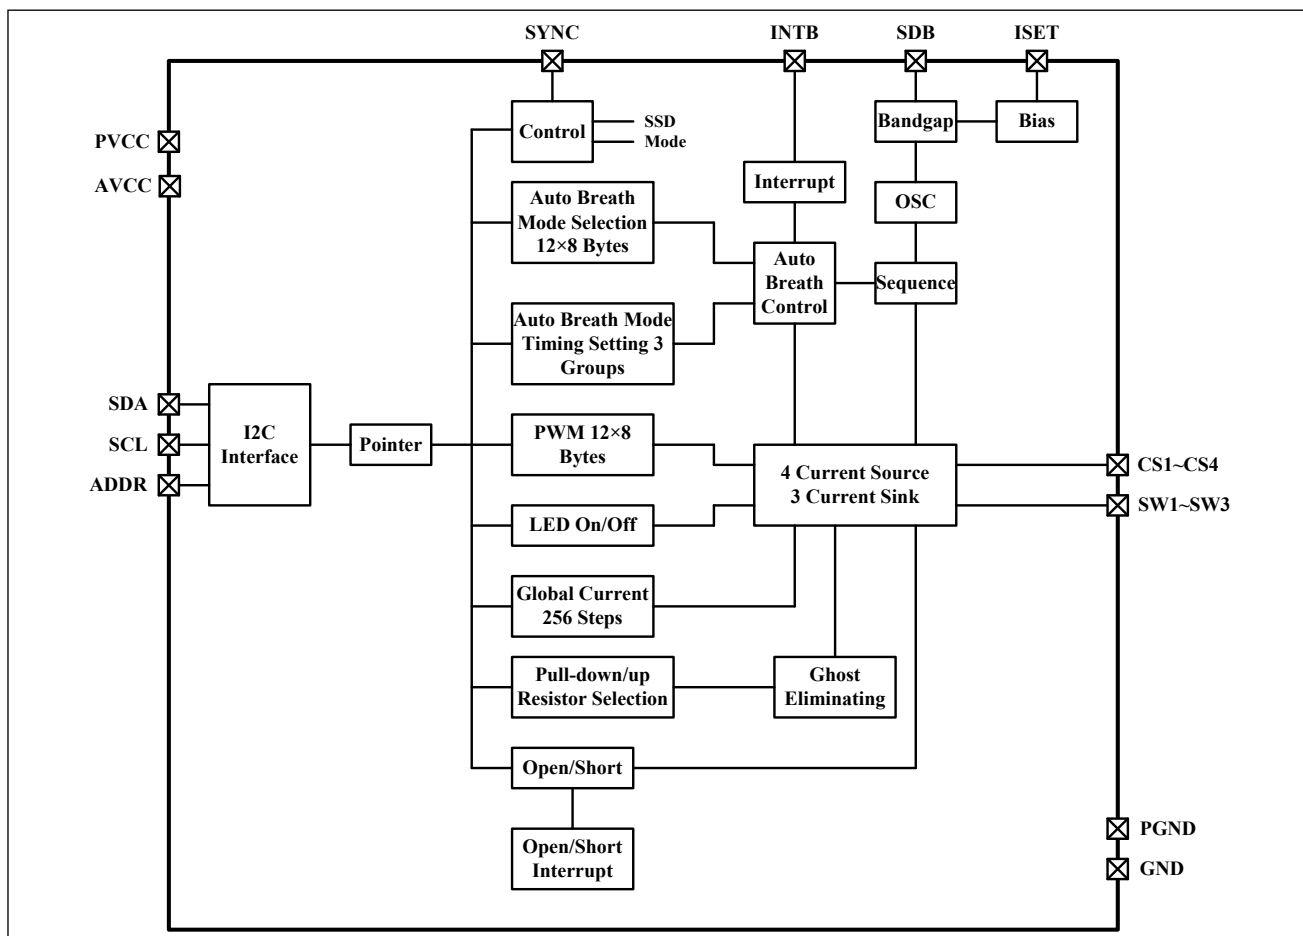 SYNC
INTB
SDB
ISET
PVCC
AVCC
Control
SSD
Mode
Bandgap
Bias
Interrupt
OSC
Auto Breath
Mode Selection
12×8 Bytes
Auto
Breath
Control
Sequence
Auto Breath Mode
Timing Setting 3
Groups
SDA
SCL
ADDR
I2C
Interface
Pointer
PWM 12×8
Bytes
4 Current Source
3 Current Sink
CS1~CS4
SW1~SW3
LED On/Off
Global Current
256 Steps
Pull-down/up
Resistor Selection
Ghost
Eliminating
Open/Short
Open/Short
Interrupt
PGND
GND